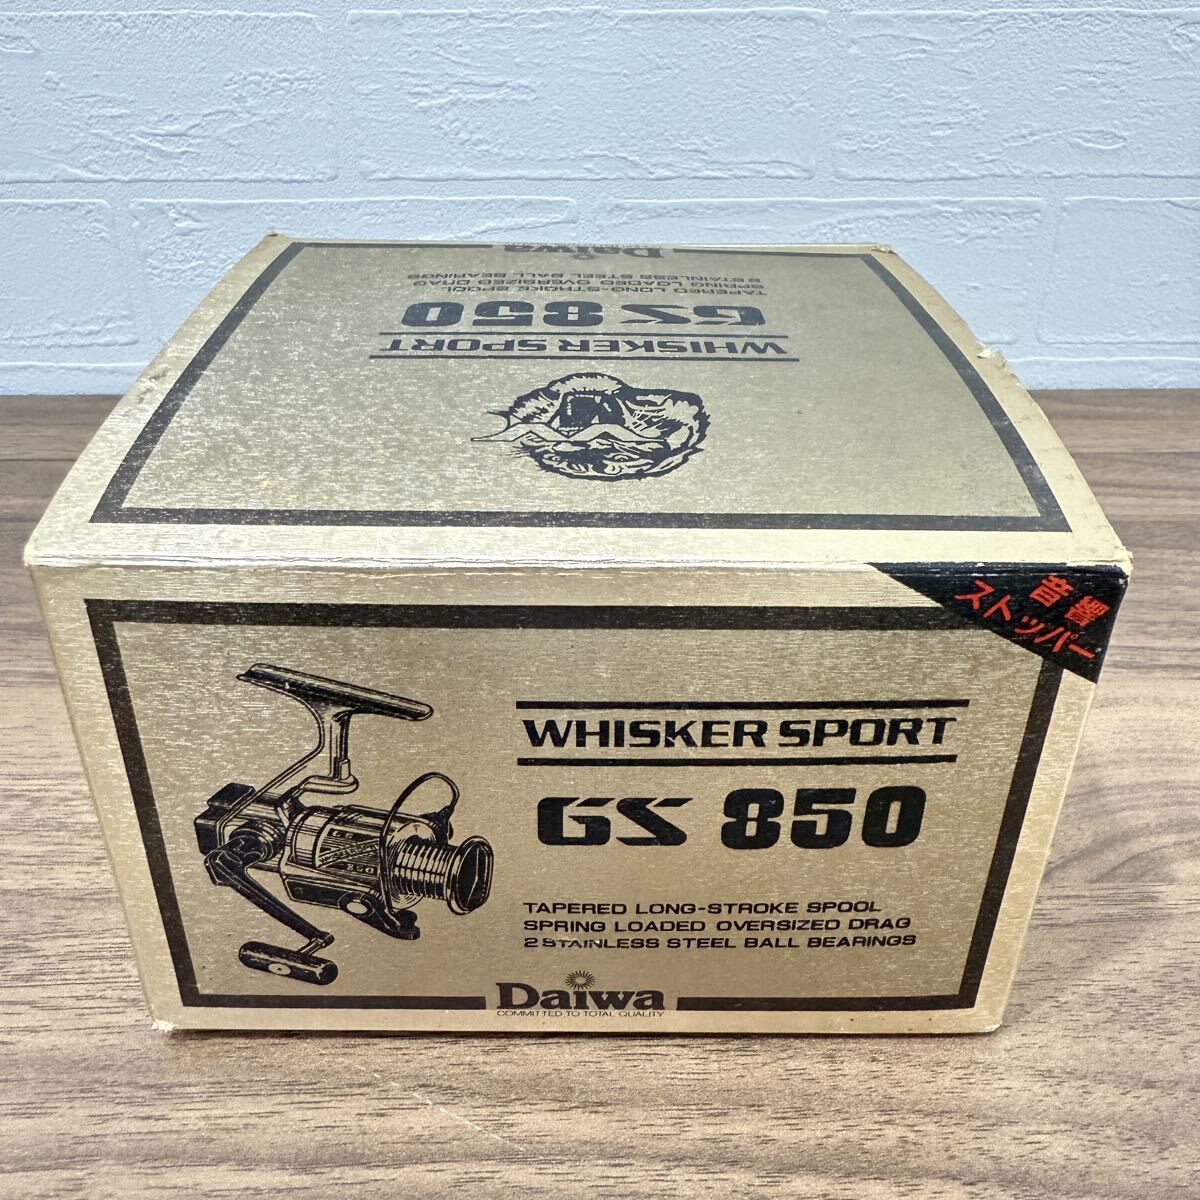 Daiwa
TAPERED LONG-STROKE SPOOL
SPRING LOADED OVERSIZED DRAG
2 STAINLESS STEEL BALL BEARINGS
GS 850
WHISKER SPORT
音響
ストッパー
WHISKER SPORT
GS 850
850
TAPERED LONG-STROKE SPOOL
SPRING LOADED OVERSIZED DRAG
2 STAINLESS STEEL BALL BEARINGS
Daiwa
COMMITTED TO TOTAL QUALITY